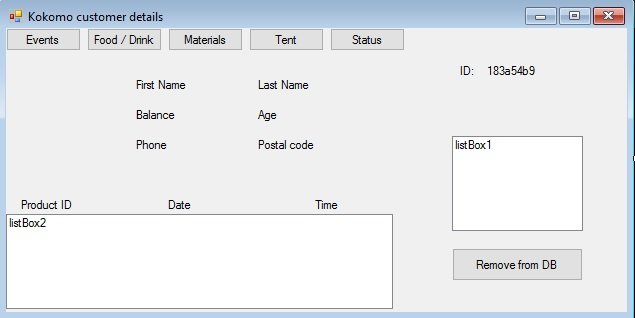 Kokomo customer details
Events Food / Drink Materials Tent Status
ID: 183a54b9
First Name Last Name
Balance Age
Phone Postal code
listBox1
Product ID Date Time
listBox2
Remove from DB